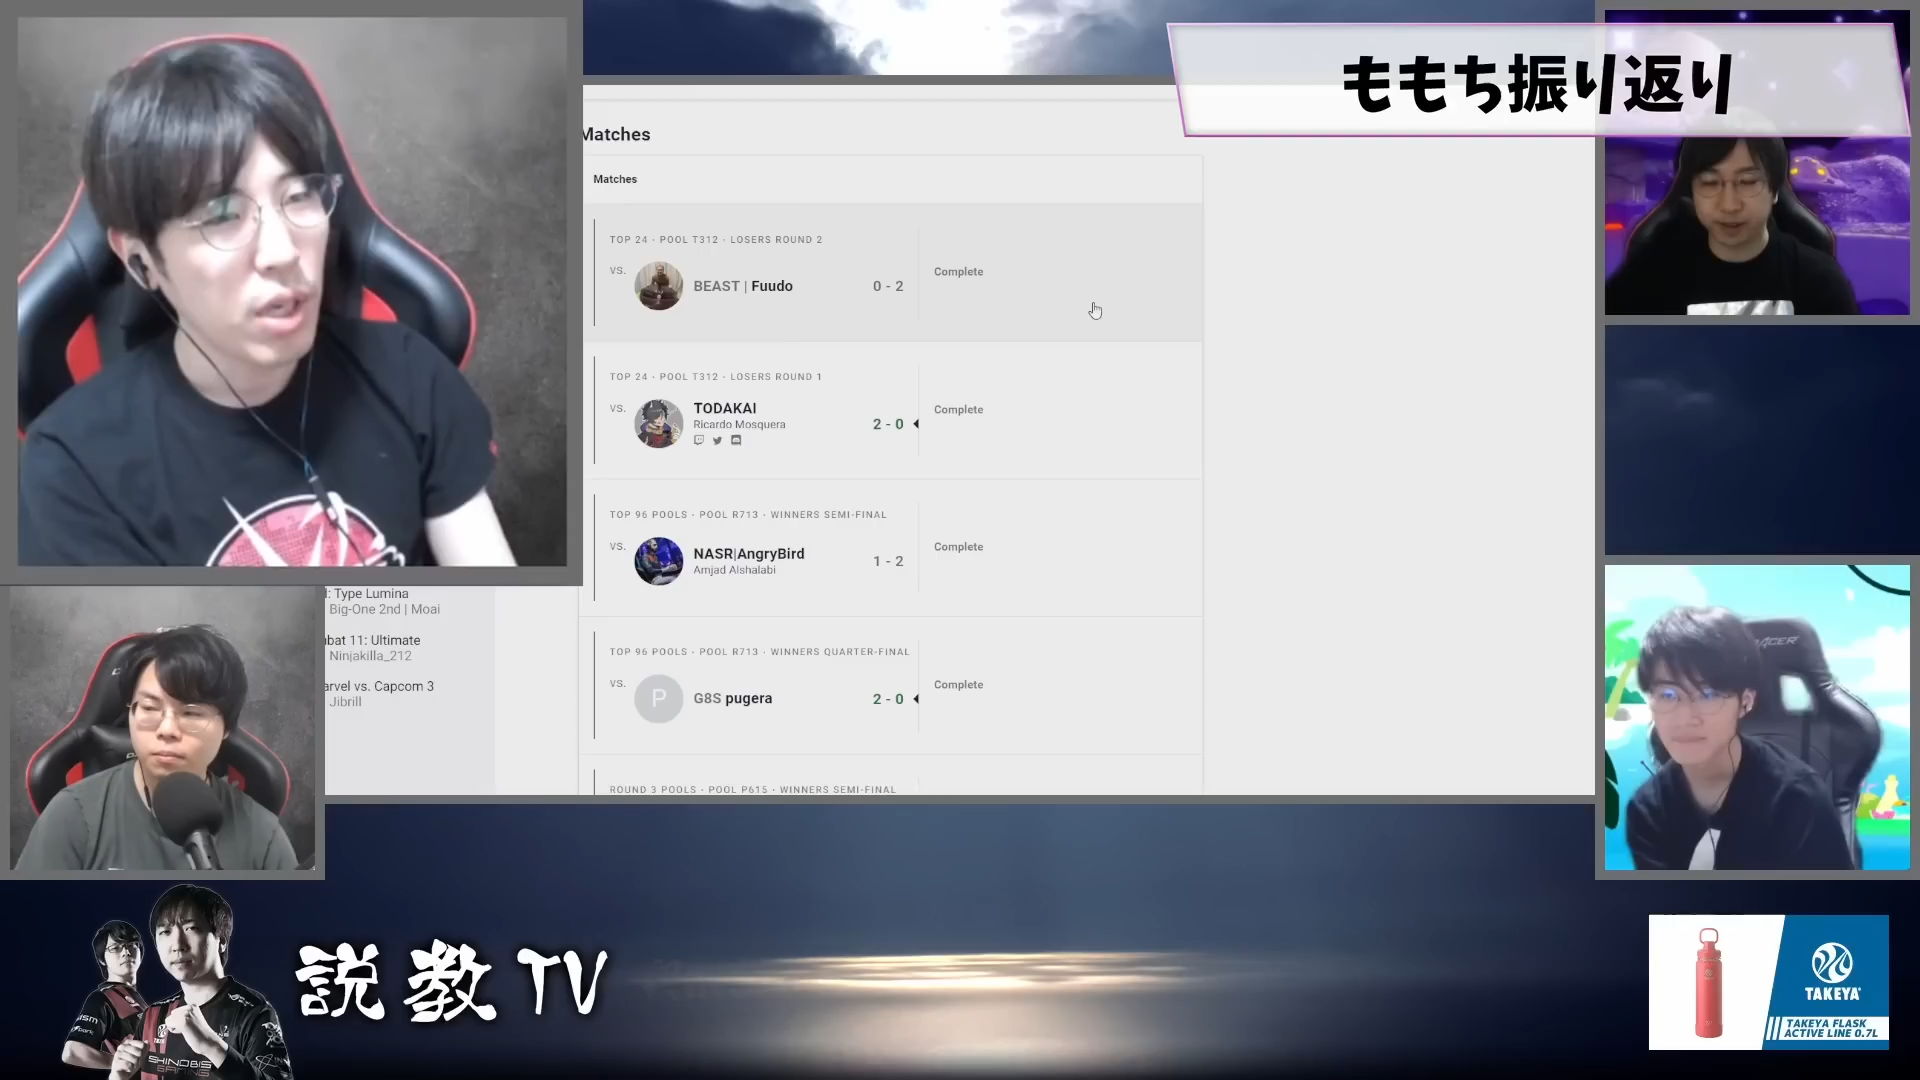 ももち振り返り
Matches
Matches
TOP 24 - POOL T312 - LOSERS ROUND 2
VS.
BEAST | Fuudo
0 - 2
Complete
TOP 24 - POOL T312 - LOSERS ROUND 1
VS.
TODAKAI
Ricardo Mosquera
2 - 0
Complete
TOP 96 POOLS - POOL R713 - WINNERS SEMI-FINAL
VS.
NASR|AngryBird
Amjad Alshalabi
1 - 2
Complete
TOP 96 POOLS - POOL R713 - WINNERS QUARTER-FINAL
VS.
P
G8S pugera
2 - 0
Complete
ROUND 3 POOLS - POOL P615 - WINNERS SEMI-FINAL
: Type Lumina
Big-One 2nd | Moai
bat 11: Ultimate
Ninjakilla_212
arvel vs. Capcom 3
Jibrill
説教TV
SHINOBISM
GAMING
TAKEYA
TAKEYA FLASK
ACTIVE LINE 0.7L